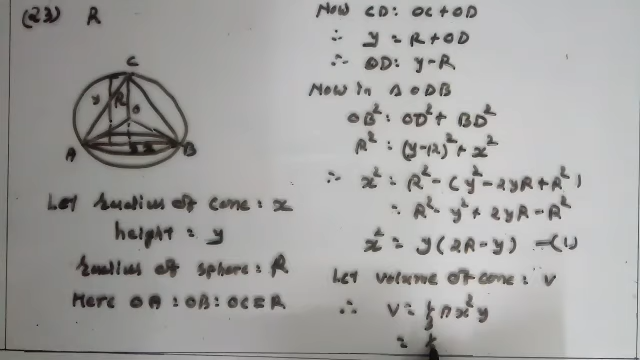 (23) R
C
y R
O
A x B
Let radius of cone = x
height = y
radius of sphere = R
Here OA = OB = OC = R
Now CD = OC + OD
∴ y = R + OD
∴ OD = y - R
Now in Δ ODB
OB² = OD² + BD²
R² = (y-R)² + x²
∴ x² = R² - (y² - 2yR + R²)
= R² - y² + 2yR - R²
x² = y(2R - y) —(1)
Let volume of cone = V
∴ V = 1/3 π x² y
= 1/